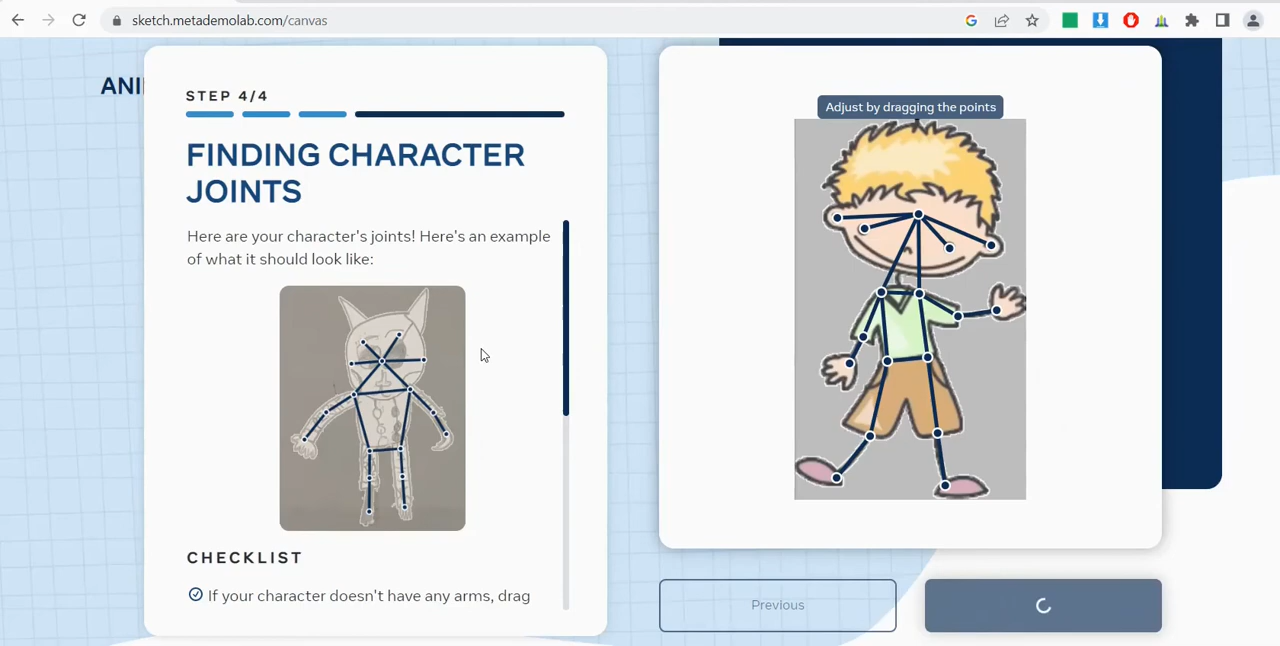 sketch.metademolab.com/canvas
ANI
STEP 4/4
FINDING CHARACTER
JOINTS
Here are your character's joints! Here's an example
of what it should look like:
CHECKLIST
If your character doesn't have any arms, drag
Adjust by dragging the points
Previous